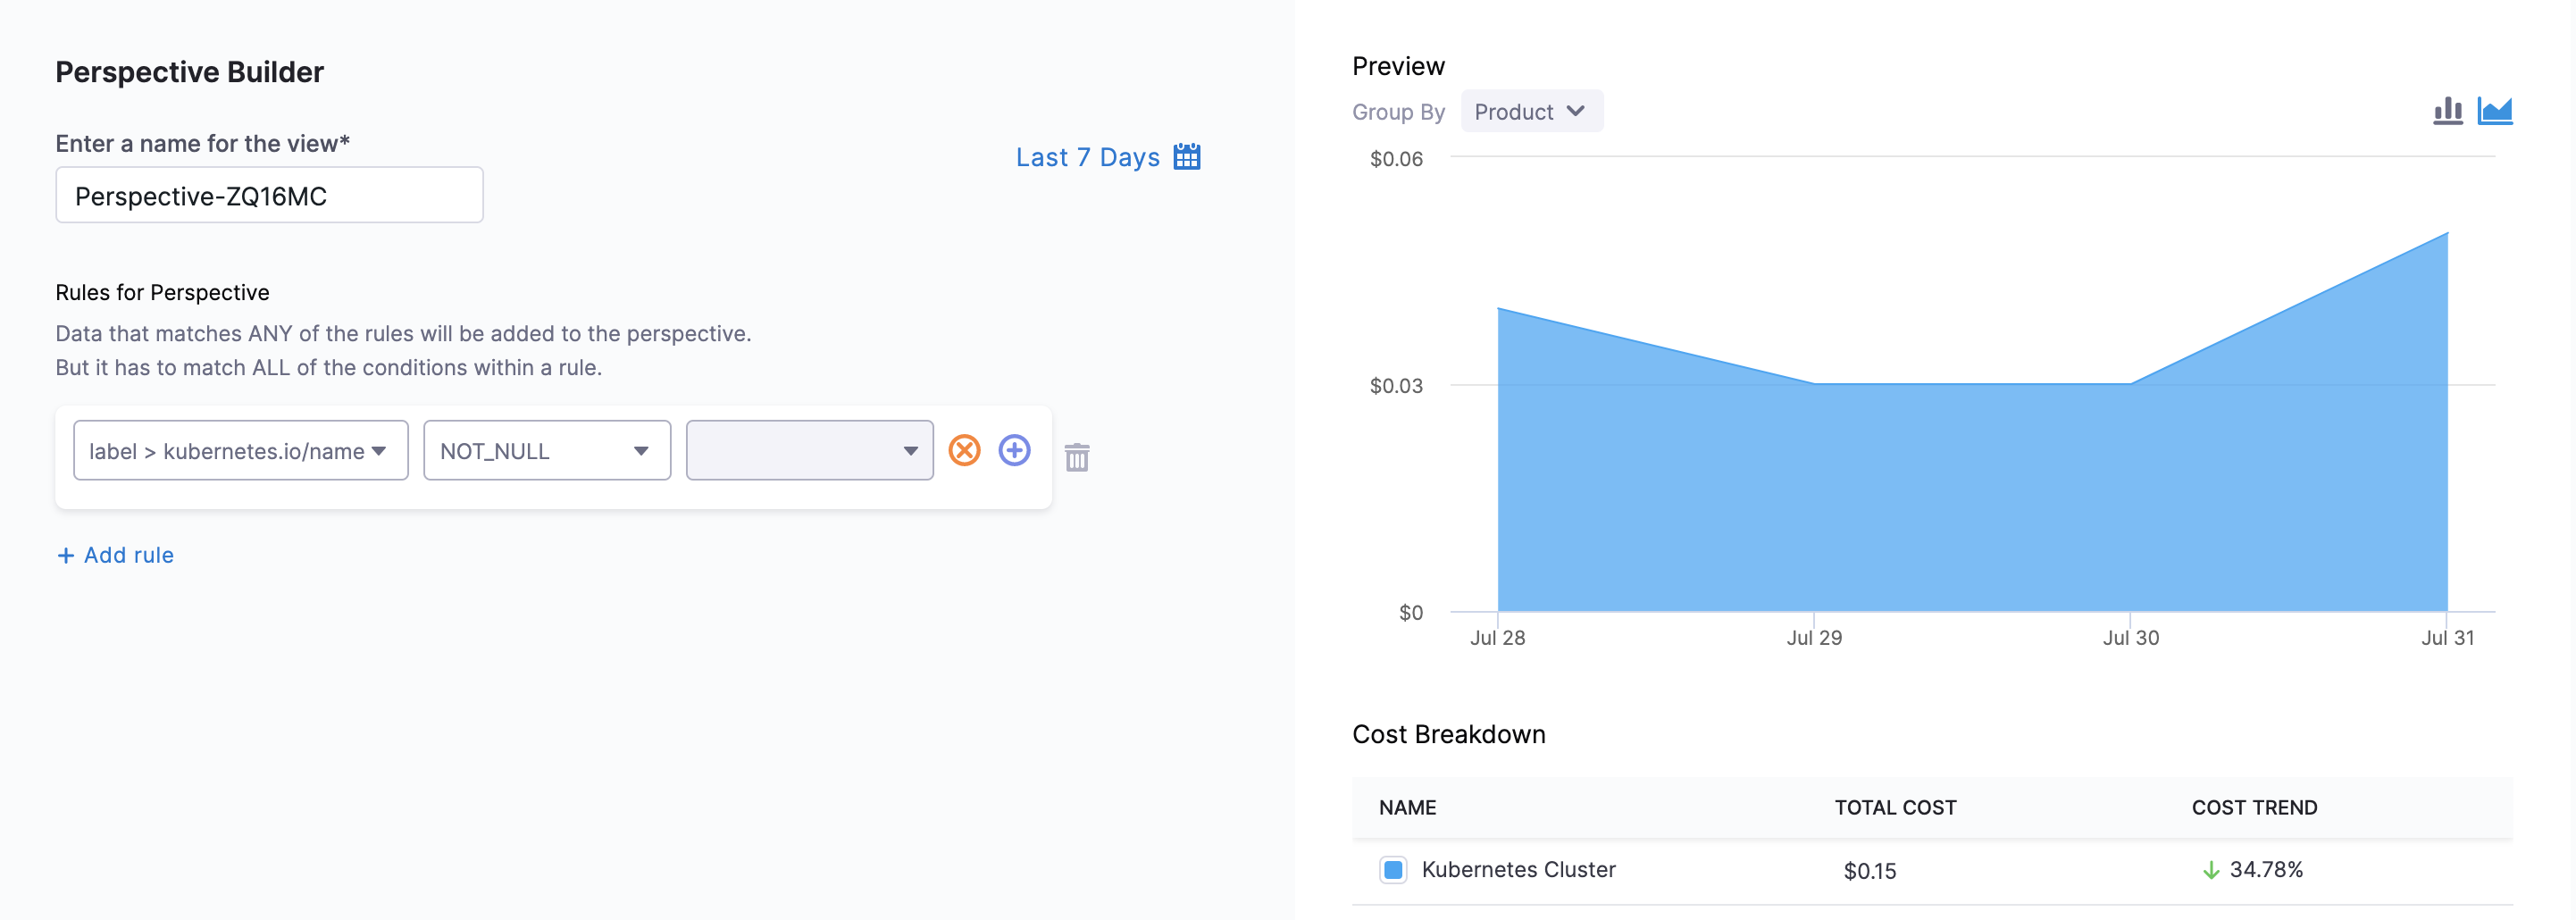 Perspective Builder
Enter a name for the view*
Last 7 Days
Perspective-ZQ16MC
Rules for Perspective
Data that matches ANY of the rules will be added to the perspective.
But it has to match ALL of the conditions within a rule.
label > kubernetes.io/name
NOT_NULL
+ Add rule
Preview
Group By Product
$0.06
$0.03
$0
Jul 28 Jul 29 Jul 30 Jul 31
Cost Breakdown
NAME TOTAL COST COST TREND
Kubernetes Cluster $0.15 ↓ 34.78%